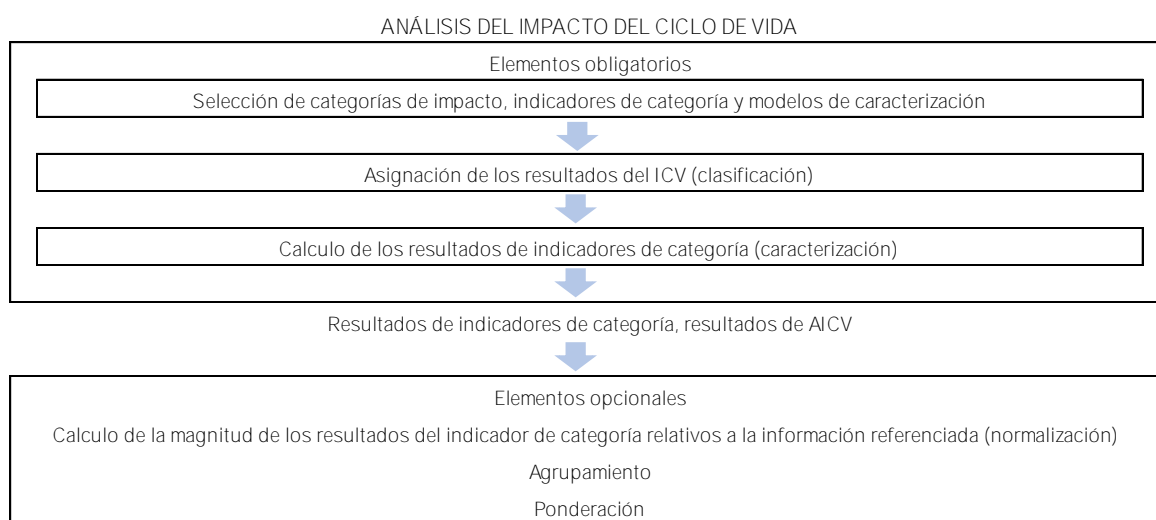 ANÁLISIS DEL IMPACTO DEL CICLO DE VIDA
Elementos obligatorios
Selección de categorías de impacto, indicadores de categoría y modelos de caracterización
Asignación de los resultados del ICV (clasificación)
Calculo de los resultados de indicadores de categoría (caracterización)
Resultados de indicadores de categoría, resultados de AICV
Elementos opcionales
Calculo de la magnitud de los resultados del indicador de categoría relativos a la información referenciada (normalización)
Agrupamiento
Ponderación